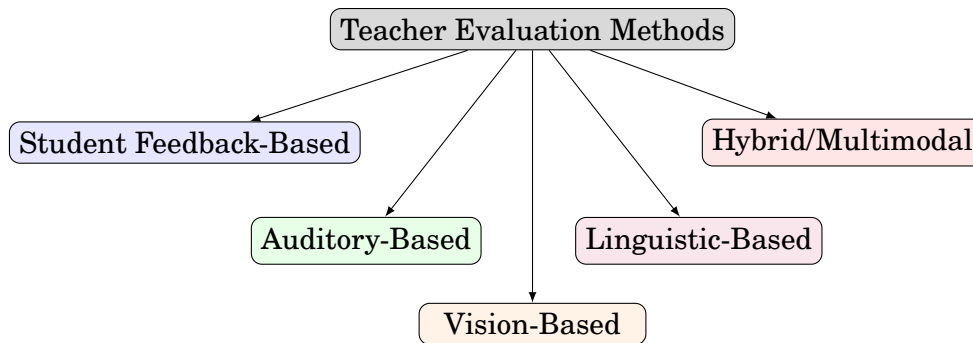 Teacher Evaluation Methods
Student Feedback-Based
Hybrid/Multimodal
Auditory-Based
Linguistic-Based
Vision-Based